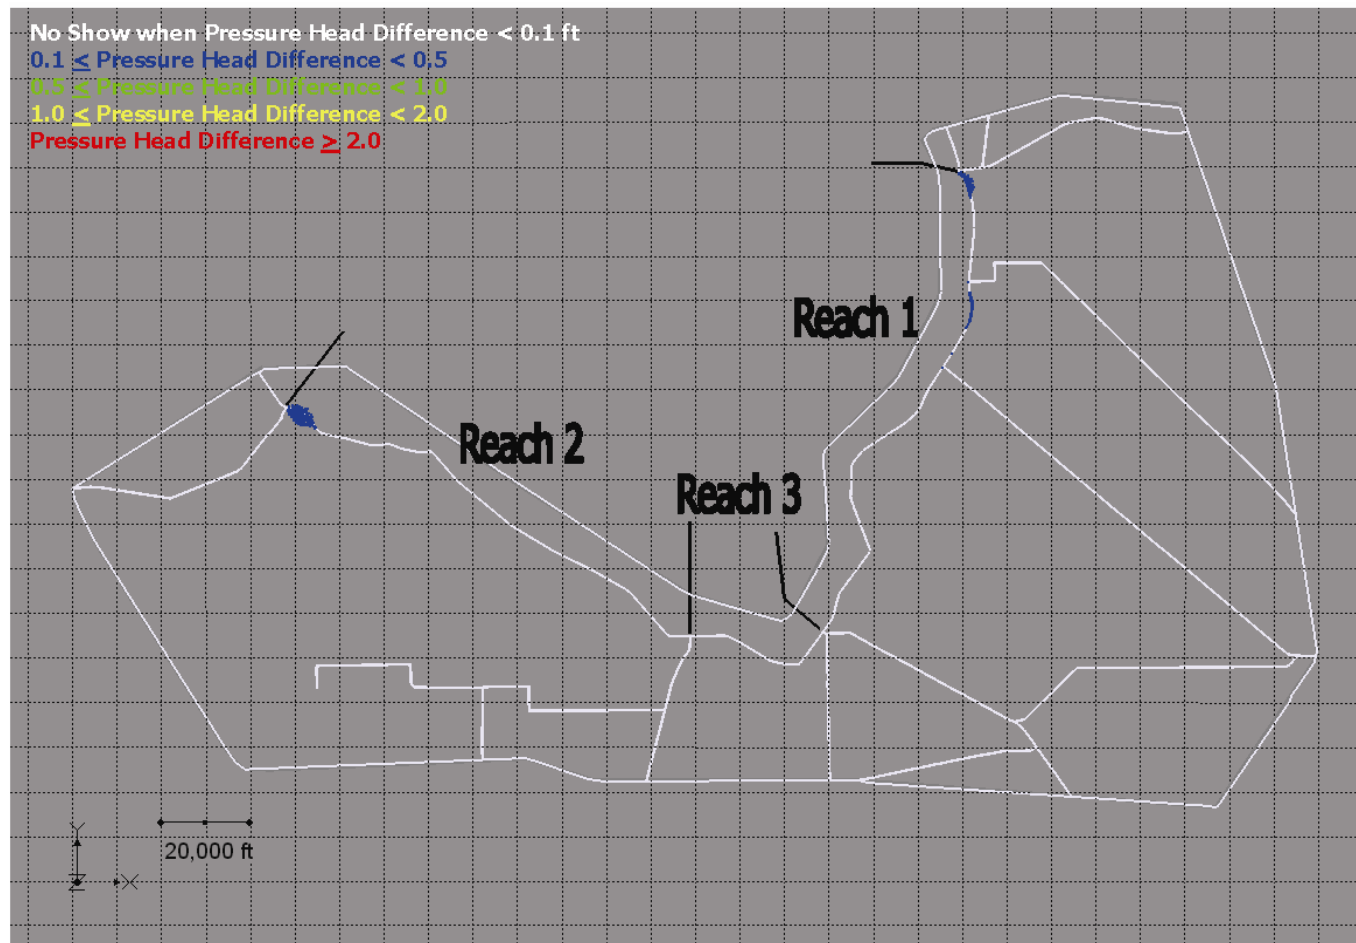 No Show when Pressure Head Difference < 0.1 ft
0.1 ≤ Pressure Head Difference < 0.5
0.5 ≤ Pressure Head Difference < 1.0
1.0 ≤ Pressure Head Difference < 2.0
Pressure Head Difference ≥ 2.0
Reach 1
Reach 2
Reach 3
20,000 ft
Y
Z X